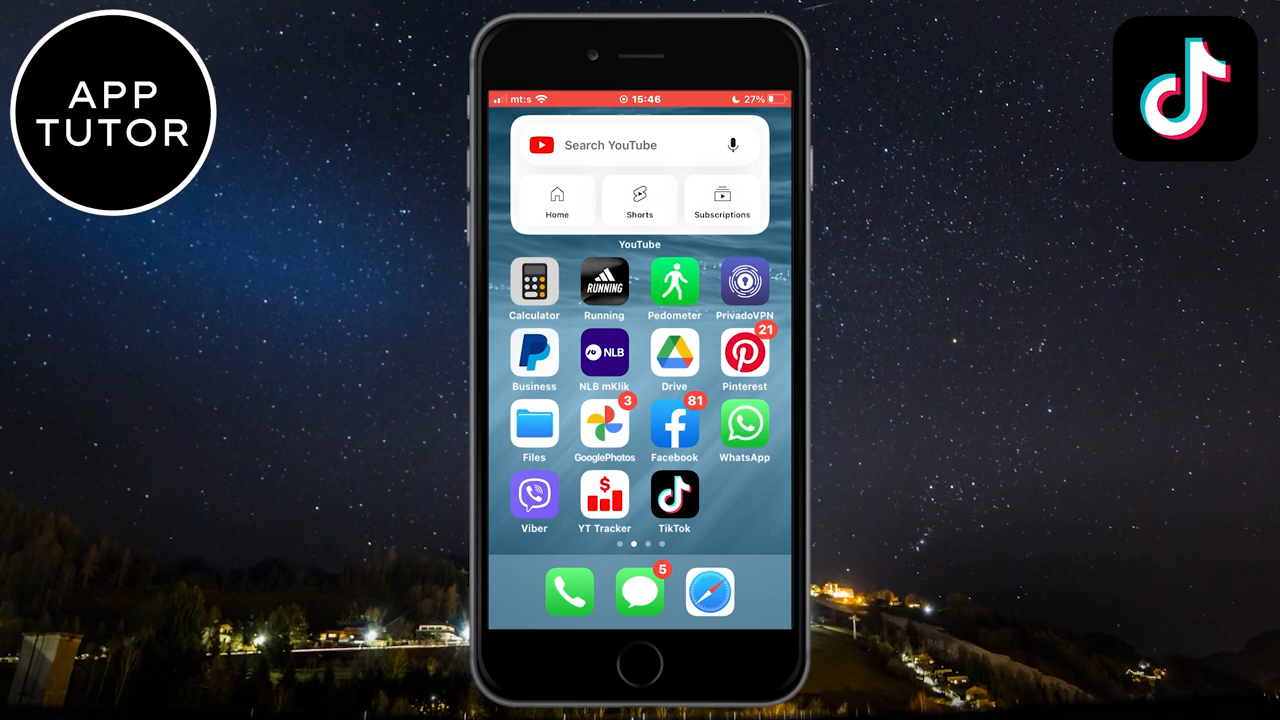 APP
TUTOR
mt:s
15:46
27%
Search YouTube
Home
Shorts
Subscriptions
YouTube
RUNNING
Calculator
Running
Pedometer
PrivadoVPN
NLB
21
Business
NLB mKlik
Drive
Pinterest
3
81
Files
GooglePhotos
Facebook
WhatsApp
$
Viber
YT Tracker
TikTok
5